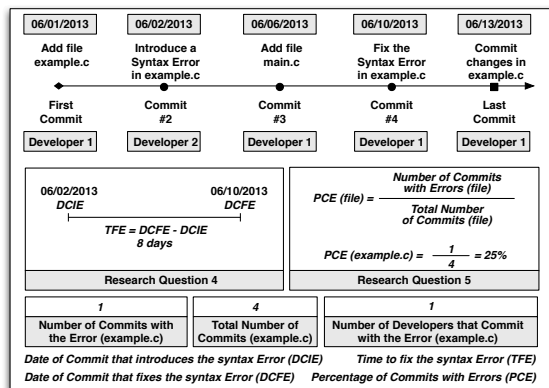 06/01/2013 06/02/2013 06/06/2013 06/10/2013 06/13/2013
Add file example.c
Introduce a Syntax Error in example.c
Add file main.c
Fix the Syntax Error in example.c
Commit changes in example.c
First Commit
Commit #2
Commit #3
Commit #4
Last Commit
Developer 1 Developer 2 Developer 1 Developer 1 Developer 1
06/02/2013 06/10/2013
DCIE DCFE
TFE = DCFE - DCIE
8 days
Research Question 4
PCE (file) = Number of Commits with Errors (file) / Total Number of Commits (file)
PCE (example.c) = 1 / 4 = 25%
Research Question 5
1
Number of Commits with the Error (example.c)
4
Total Number of Commits (example.c)
1
Number of Developers that Commit with the Error (example.c)
Date of Commit that introduces the syntax Error (DCIE) Time to fix the syntax Error (TFE)
Date of Commit that fixes the syntax Error (DCFE) Percentage of Commits with Errors (PCE)